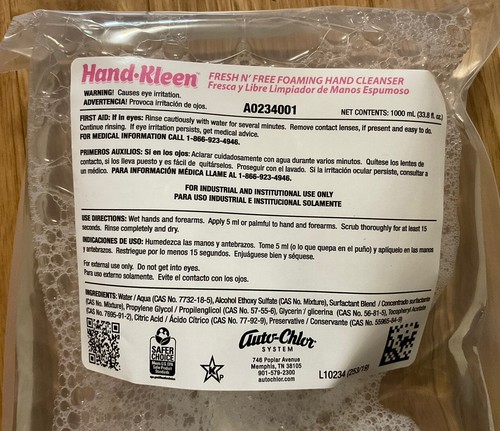 Hand•Kleen™ FRESH N' FREE FOAMING HAND CLEANSER
Fresca y Libre Limpiador de Manos Espumoso
WARNING! Causes eye irritation.
ADVERTENCIA! Provoca irritación de ojos.
A0234001
NET CONTENTS: 1000 mL (33.8 fl. oz.)
FIRST AID: If in eyes: Rinse cautiously with water for several minutes. Remove contact lenses, if present and easy to do.
Continue rinsing. If eye irritation persists, get medical advice.
FOR MEDICAL INFORMATION CALL 1-866-923-4946.
PRIMEROS AUXILIOS: Si en los ojos: Aclarar cuidadosamente con agua durante varios minutos. Quítese los lentes de
contacto, si los lleva puesto y es fácil de quitárselos. Proseguir con el lavado. Si la irritación ocular persiste, consultar a
un médico. PARA INFORMACIÓN MÉDICA LLAME AL 1-866-923-4946.
FOR INDUSTRIAL AND INSTITUTIONAL USE ONLY
PARA USO INDUSTRIAL E INSTITUCIONAL SOLAMENTE
USE DIRECTIONS: Wet hands and forearms. Apply 5 ml or palmful to hand and forearms. Scrub thoroughly for at least 15
seconds. Rinse completely and dry.
INDICACIONES DE USO: Humedezca las manos y antebrazos. Tome 5 ml (o lo que quepa en el puño) y aplíquelo en las manos
y antebrazos. Restriegue por lo menos 15 segundos. Enjuáguese bien y séquese.
For external use only. Do not get into eyes.
Para uso externo solamente. Evite el contacto con los ojos.
INGREDIENTS: Water / Aqua (CAS No. 7732-18-5), Alcohol Ethoxy Sulfate (CAS No. Mixture), Surfactant Blend / Concentrado surfactante
(CAS No. Mixture), Propylene Glycol / Propilenglicol (CAS No. 57-55-6), Glycerin / glicerina (CAS No. 56-81-5), Tocopheryl Acetate
(CAS No. 7695-91-2), Citric Acid / Ácido Cítrico (CAS No. 77-92-9), Preservative / Conservante (CAS No. 55965-84-9)
SAFER
CHOICE
K
P
Auto-Chlor
SYSTEM
746 Poplar Avenue
Memphis, TN 38105
901-579-2300
autochlor.com
L10234 (253/19)